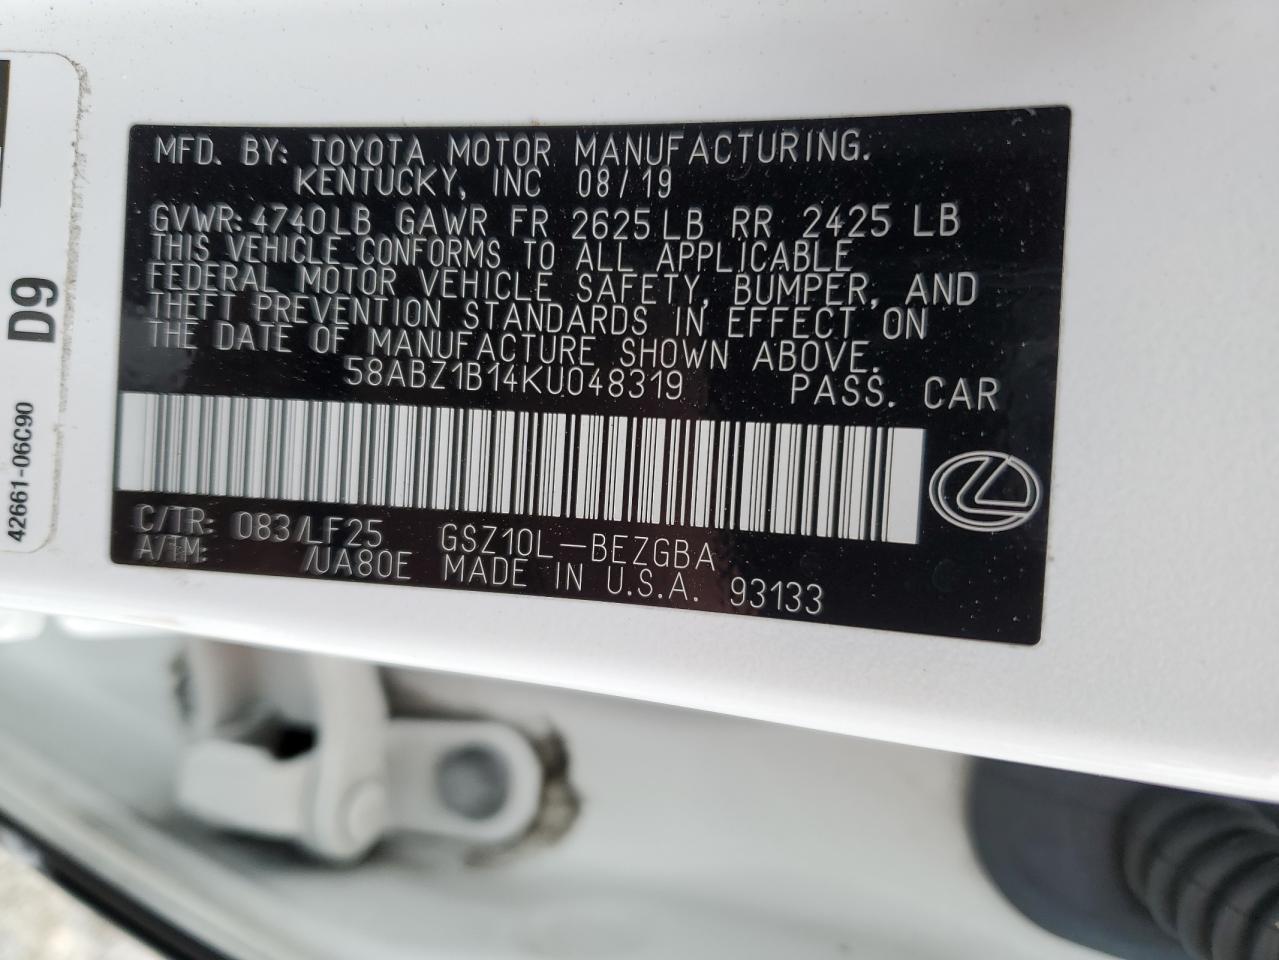 MFD. BY: TOYOTA MOTOR MANUFACTURING.
KENTUCKY, INC 08/19
GVWR: 4740LB GAWR FR 2625LB RR 2425 LB
THIS VEHICLE CONFORMS TO ALL APPLICABLE
FEDERAL MOTOR VEHICLE SAFETY, BUMPER, AND
THEFT PREVENTION STANDARDS IN EFFECT ON
THE DATE OF MANUFACTURE SHOWN ABOVE.
58ABZ1B14KU048319 PASS. CAR
C/TR: 083/LF25 GSZ10L-BEZGBA
A/TM: /UA80E MADE IN U.S.A. 93133
D9
42661-06C90